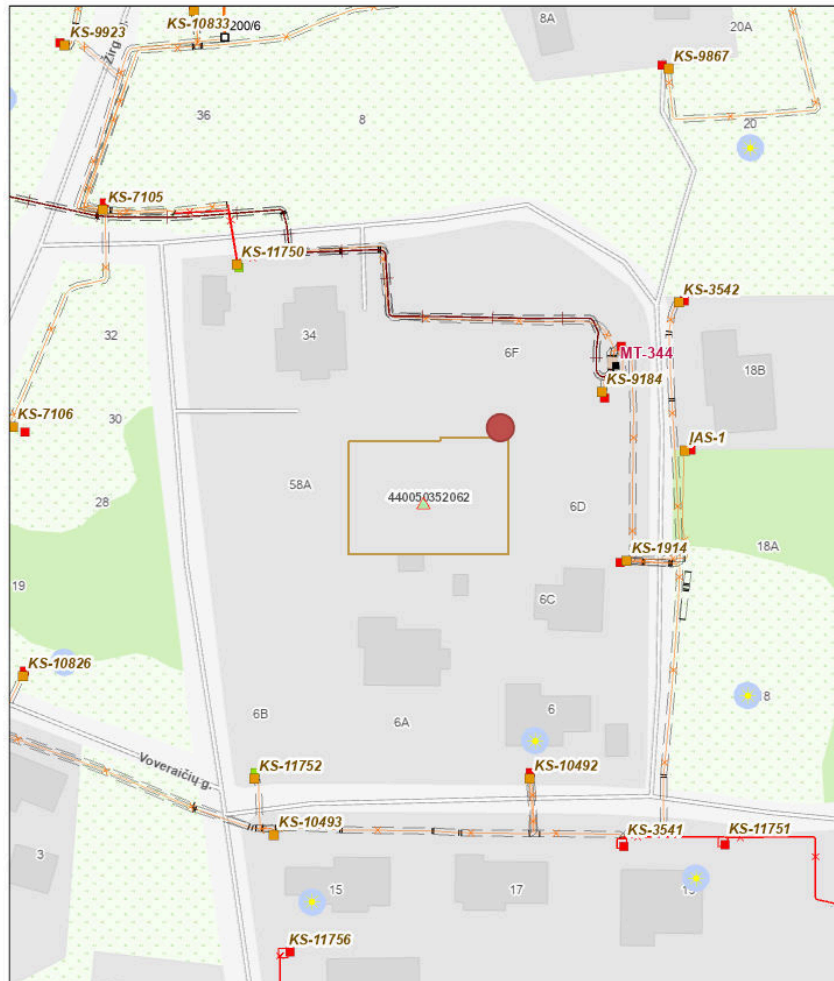 KS-10833
8A
20A
KS-9923
200/6
Žirg
KS-9867
36
8
20
KS-7105
KS-11750
KS-3542
32
34
6F
MT-344
18B
KS-9184
KS-7106
30
ĮAS-1
58A
440050352062
28
6D
18A
KS-1914
19
6C
KS-10826
18
6B
6A
6
Voveraičių g.
KS-11752
KS-10492
KS-10493
KS-3541
KS-11751
3
15
17
KS-11756